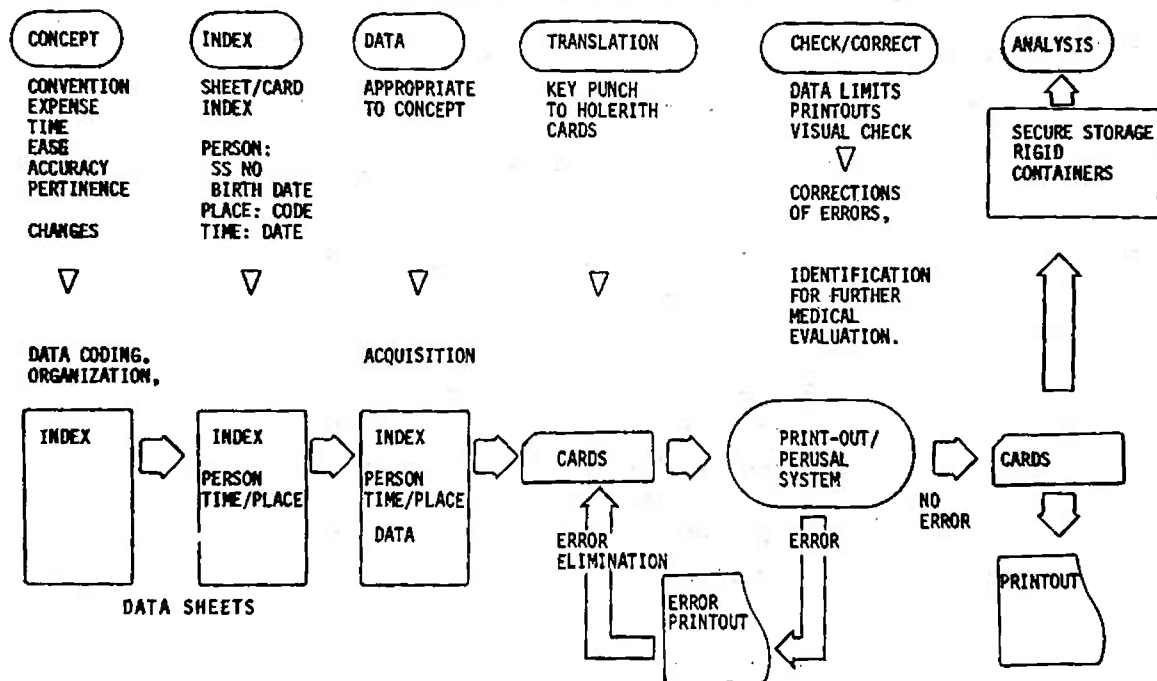 CONCEPT
CONVENTION
EXPENSE
TIME
EASE
ACCURACY
PERTINENCE
CHANGES
DATA CODING.
ORGANIZATION,
INDEX
SHEET/CARD
INDEX
PERSON:
SS NO
BIRTH DATE
PLACE: CODE
TIME: DATE
DATA
APPROPRIATE
TO CONCEPT
ACQUISITION
TRANSLATION
KEY PUNCH
TO HOLERITH
CARDS
CHECK/CORRECT
DATA LIMITS
PRINTOUTS
VISUAL CHECK
CORRECTIONS
OF ERRORS,
IDENTIFICATION
FOR FURTHER
MEDICAL
EVALUATION.
ANALYSIS
SECURE STORAGE
RIGID
CONTAINERS
INDEX
INDEX
PERSON
TIME/PLACE
INDEX
PERSON
TIME/PLACE
DATA
DATA SHEETS
CARDS
PRINT-OUT/
PERUSAL
SYSTEM
NO
ERROR
CARDS
ERROR
ELIMINATION
ERROR
ERROR
PRINTOUT
PRINTOUT